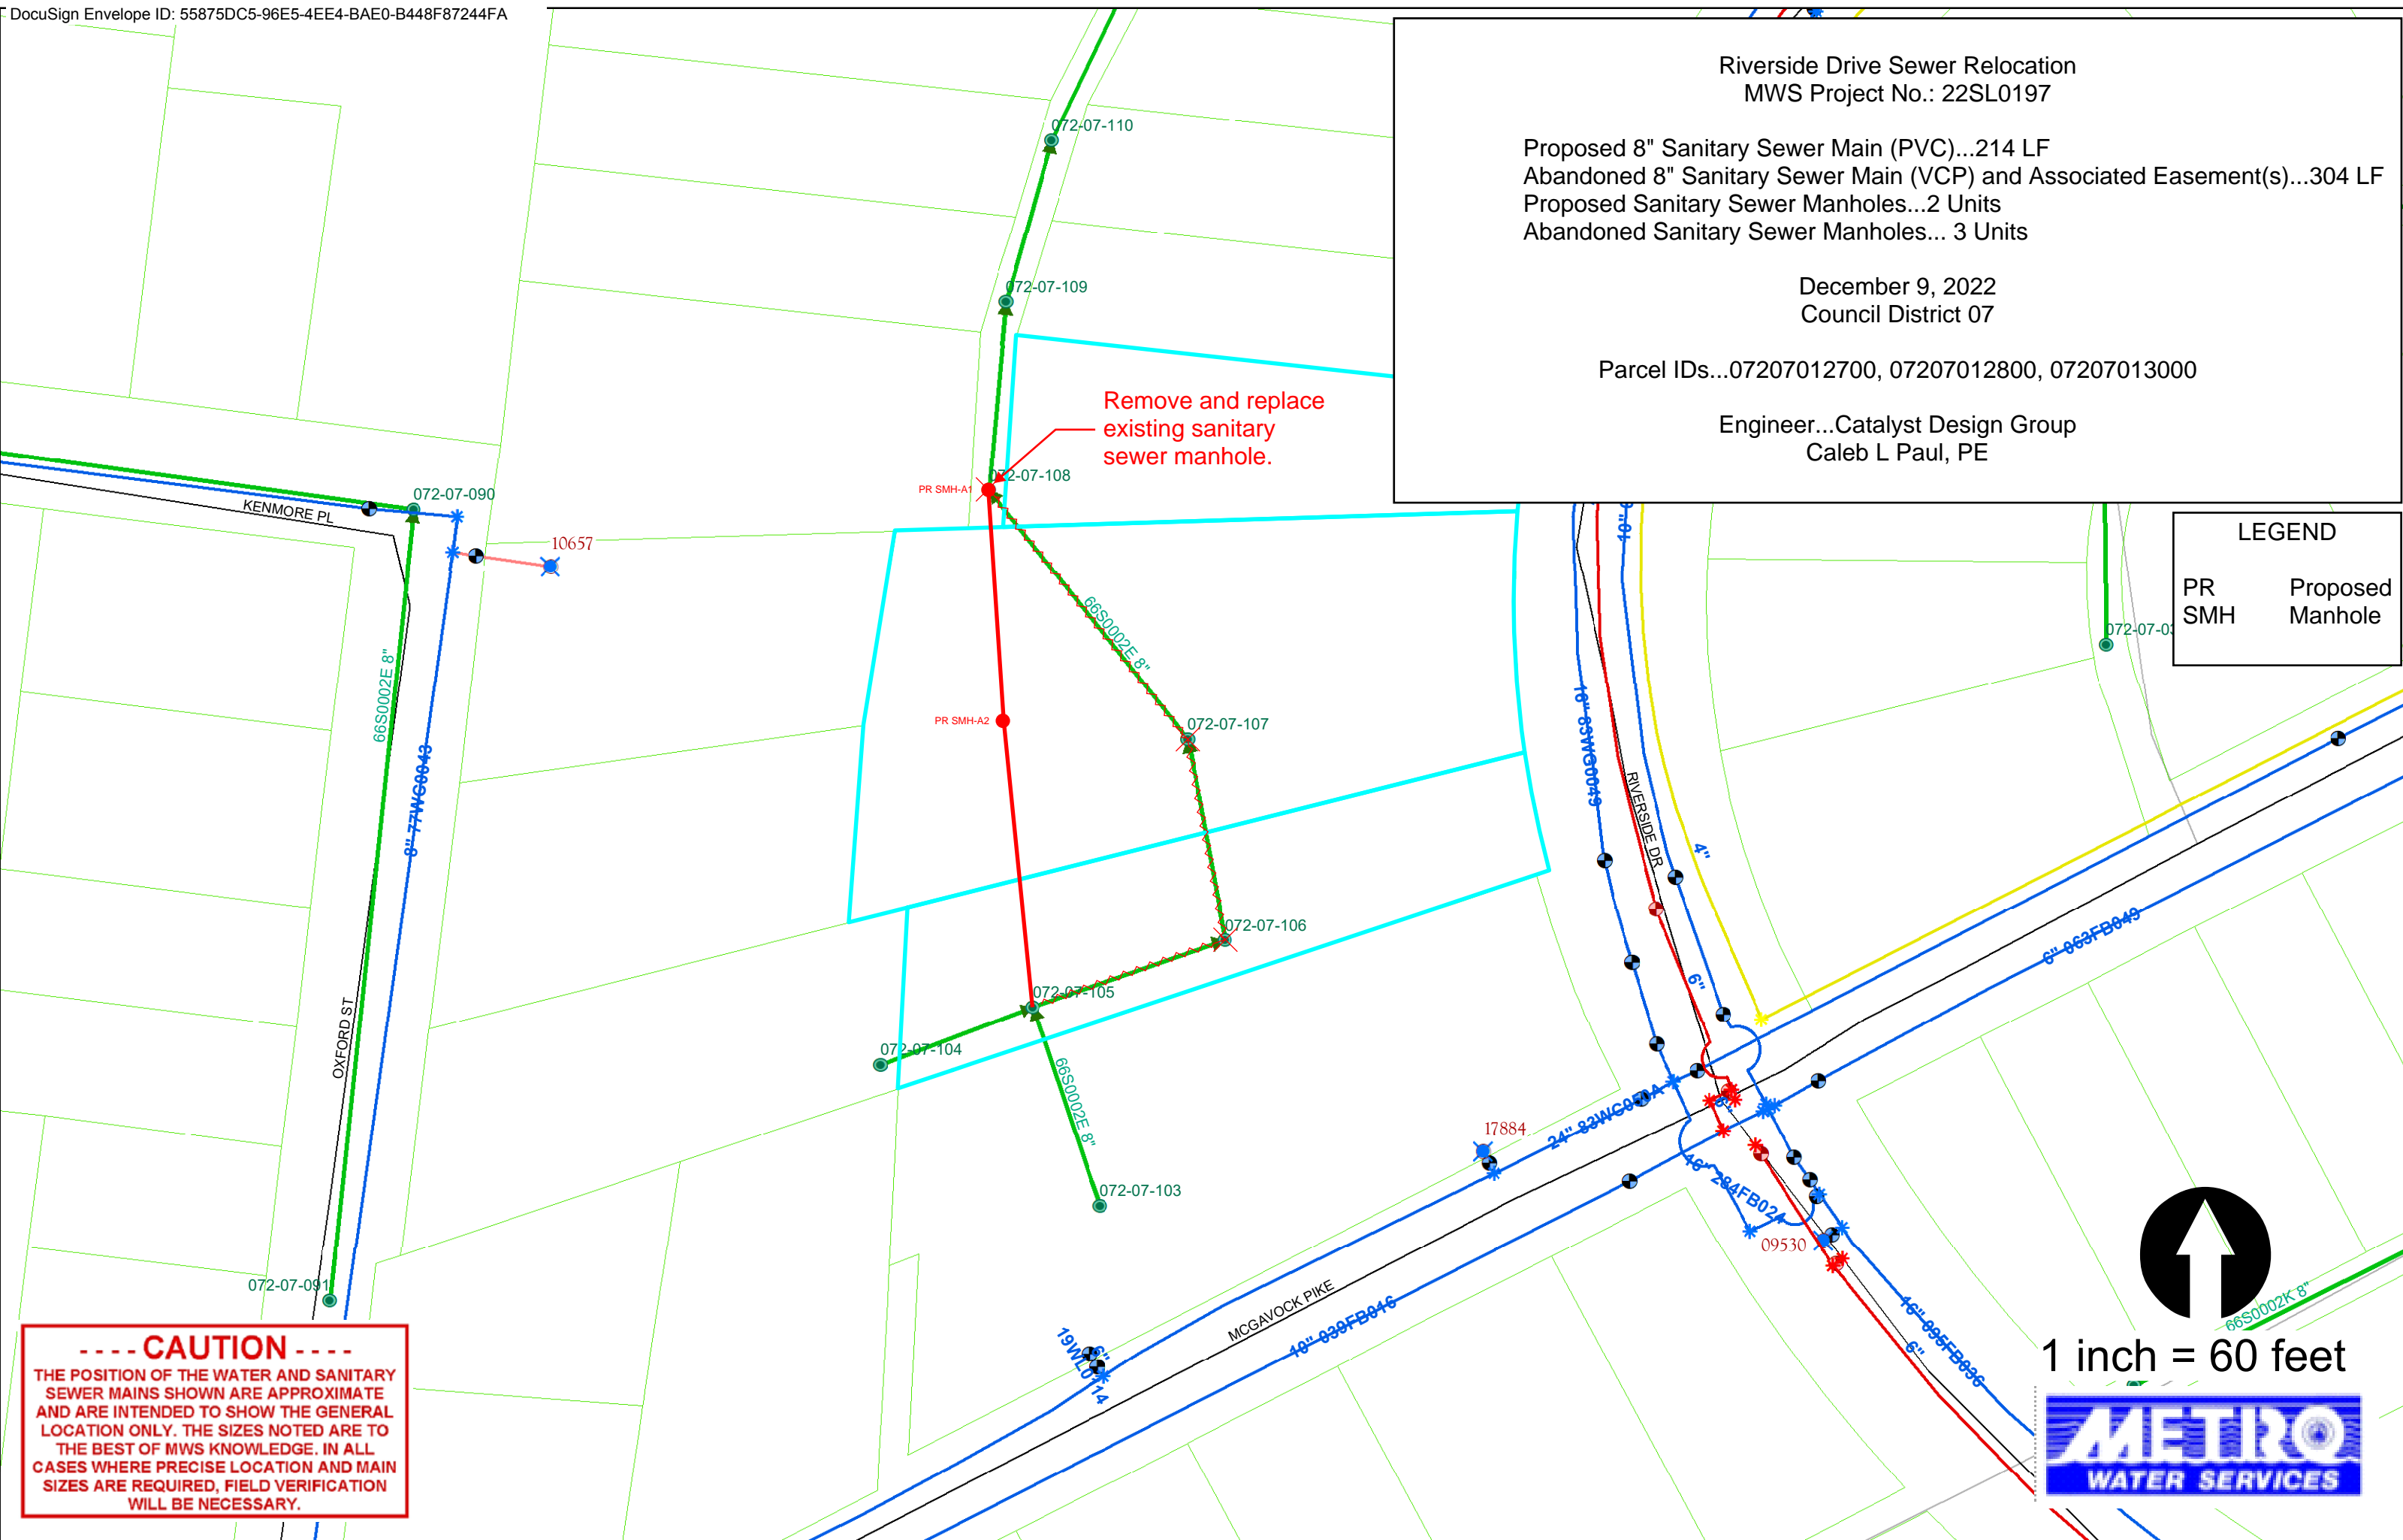 DocuSign Envelope ID: 55875DC5-96E5-4EE4-BAE0-B448F87244FA
Riverside Drive Sewer Relocation
MWS Project No.: 22SL0197
Proposed 8" Sanitary Sewer Main (PVC)...214 LF
Abandoned 8" Sanitary Sewer Main (VCP) and Associated Easement(s)...304 LF
Proposed Sanitary Sewer Manholes...2 Units
Abandoned Sanitary Sewer Manholes... 3 Units
December 9, 2022
Council District 07
Parcel IDs...07207012700, 07207012800, 07207013000
Engineer...Catalyst Design Group
Caleb L Paul, PE
LEGEND
PR Proposed
SMH Manhole
072-07-110
072-07-109
Remove and replace
existing sanitary
sewer manhole.
072-07-108
PR SMH-A1
072-07-090
KENMORE PL
10657
66S0002E 8"
66S0002E 8"
8" 77WG0043
OXFORD ST
PR SMH-A2
072-07-107
072-07-106
072-07-105
072-07-104
66S0002E 8"
072-07-103
072-07-091
16" 83WG0049
RIVERSIDE DR
4"
6"
6" 063FB049
17884
16" 284FB024
09530
MCGAVOCK PIKE
10" 039FB016
6"
19WL0114
16" 095FB036
6"
66S0002K 8"
1 inch = 60 feet
METRO
WATER SERVICES
- - - - CAUTION - - - -
THE POSITION OF THE WATER AND SANITARY
SEWER MAINS SHOWN ARE APPROXIMATE
AND ARE INTENDED TO SHOW THE GENERAL
LOCATION ONLY. THE SIZES NOTED ARE TO
THE BEST OF MWS KNOWLEDGE. IN ALL
CASES WHERE PRECISE LOCATION AND MAIN
SIZES ARE REQUIRED, FIELD VERIFICATION
WILL BE NECESSARY.